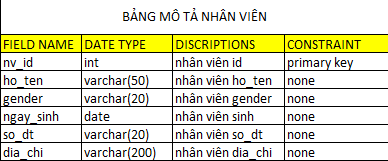 BẢNG MÔ TẢ NHÂN VIÊN
FIELD NAME DATE TYPE DISCRIPTIONS CONSTRAINT
nv_id int nhân viên id primary key
ho_ten varchar(50) nhân viên ho_ten none
gender varchar(20) nhân viên gender none
ngay_sinh date nhân viên sinh none
so_dt varchar(20) nhân viên so_dt none
dia_chi varchar(200) nhân viên dia_chi none